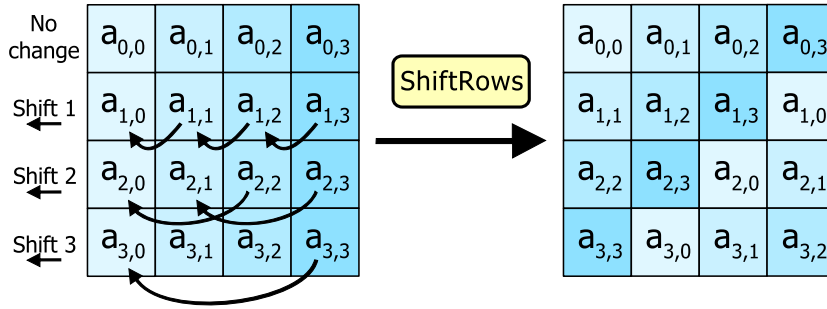 No
change
a0,0 a0,1 a0,2 a0,3
Shift 1
a1,0 a1,1 a1,2 a1,3
Shift 2
a2,0 a2,1 a2,2 a2,3
Shift 3
a3,0 a3,1 a3,2 a3,3
ShiftRows
a0,0 a0,1 a0,2 a0,3
a1,1 a1,2 a1,3 a1,0
a2,2 a2,3 a2,0 a2,1
a3,3 a3,0 a3,1 a3,2